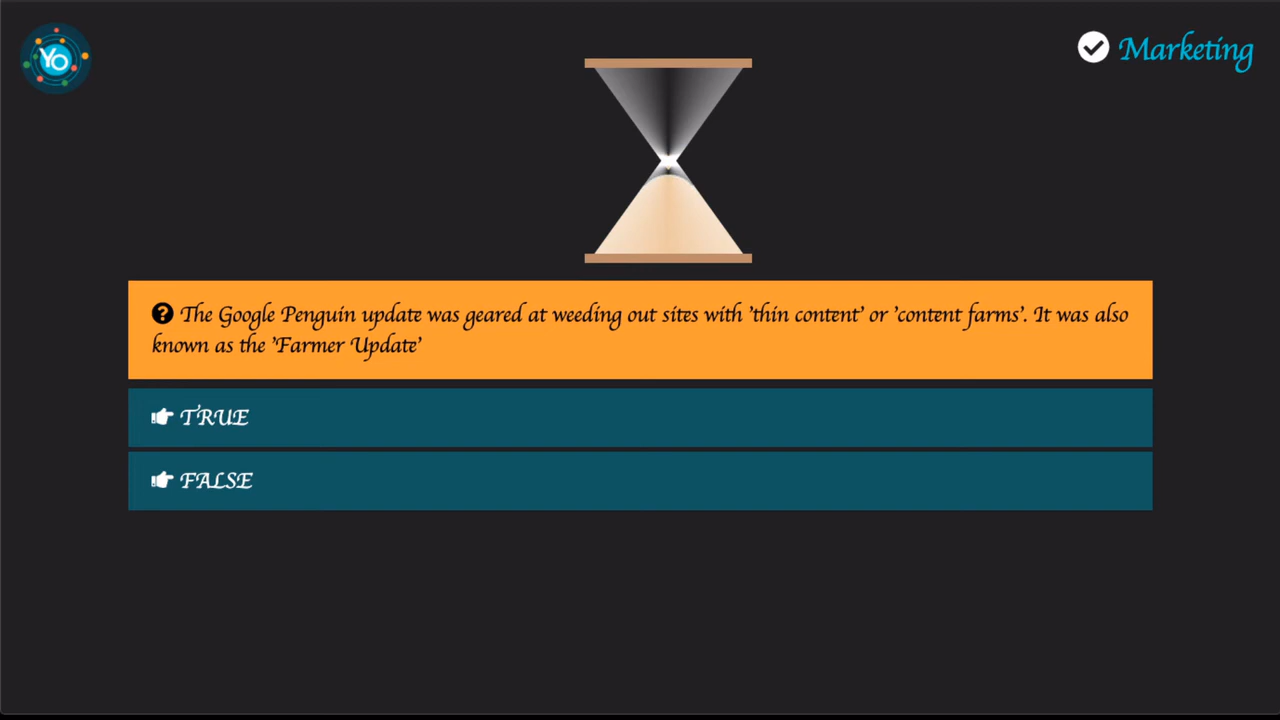 Yo
Marketing
The Google Penguin update was geared at weeding out sites with 'thin content' or 'content farms'. It was also
known as the 'Farmer Update'
TRUE
FALSE